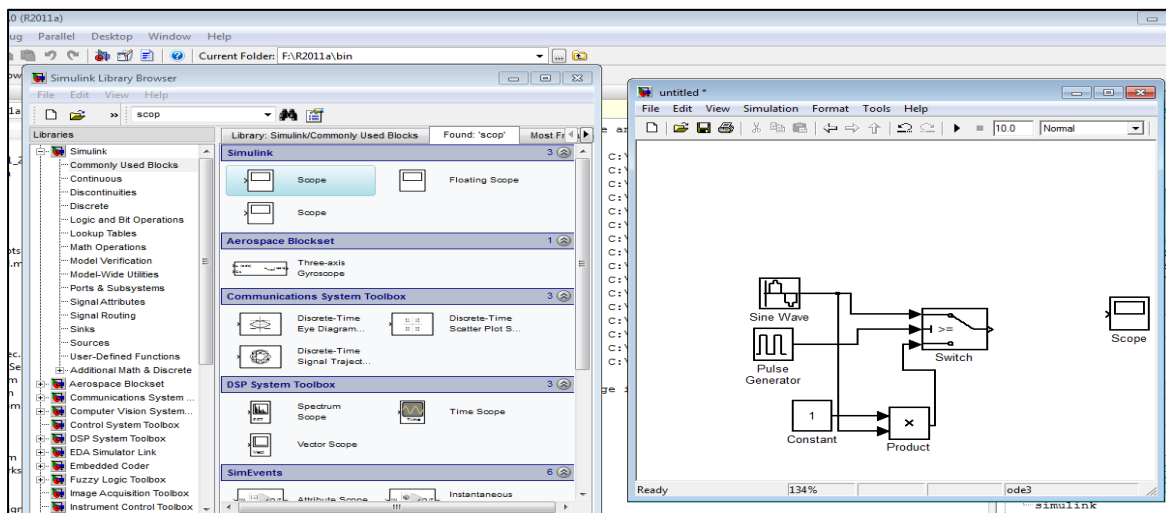 .0 (R2011a)
ug Parallel Desktop Window Help
Current Folder: F:\R2011a\bin
Simulink Library Browser
File Edit View Help
» scop
Libraries
Simulink
Commonly Used Blocks
Continuous
Discontinuities
Discrete
Logic and Bit Operations
Lookup Tables
Math Operations
Model Verification
Model-Wide Utilities
Ports & Subsystems
Signal Attributes
Signal Routing
Sinks
Sources
User-Defined Functions
Additional Math & Discrete
Aerospace Blockset
Communications System ...
Computer Vision System...
Control System Toolbox
DSP System Toolbox
EDA Simulator Link
Embedded Coder
Fuzzy Logic Toolbox
Image Acquisition Toolbox
Instrument Control Toolbox
Library: Simulink/Commonly Used Blocks Found: 'scop' Most Fr
Simulink 3
Scope Floating Scope
Scope
Aerospace Blockset 1
Three-axis
Gyroscope
Communications System Toolbox 3
Discrete-Time
Eye Diagram...
Discrete-Time
Scatter Plot S...
Discrete-Time
Signal Traject...
DSP System Toolbox 3
Spectrum
Scope
Time Scope
Vector Scope
SimEvents 6
Attribute Scope Instantaneous
untitled *
File Edit View Simulation Format Tools Help
10.0 Normal
Sine Wave
Pulse
Generator
>=
Switch
Scope
1
Constant
×
Product
Ready 134% ode3
simulink